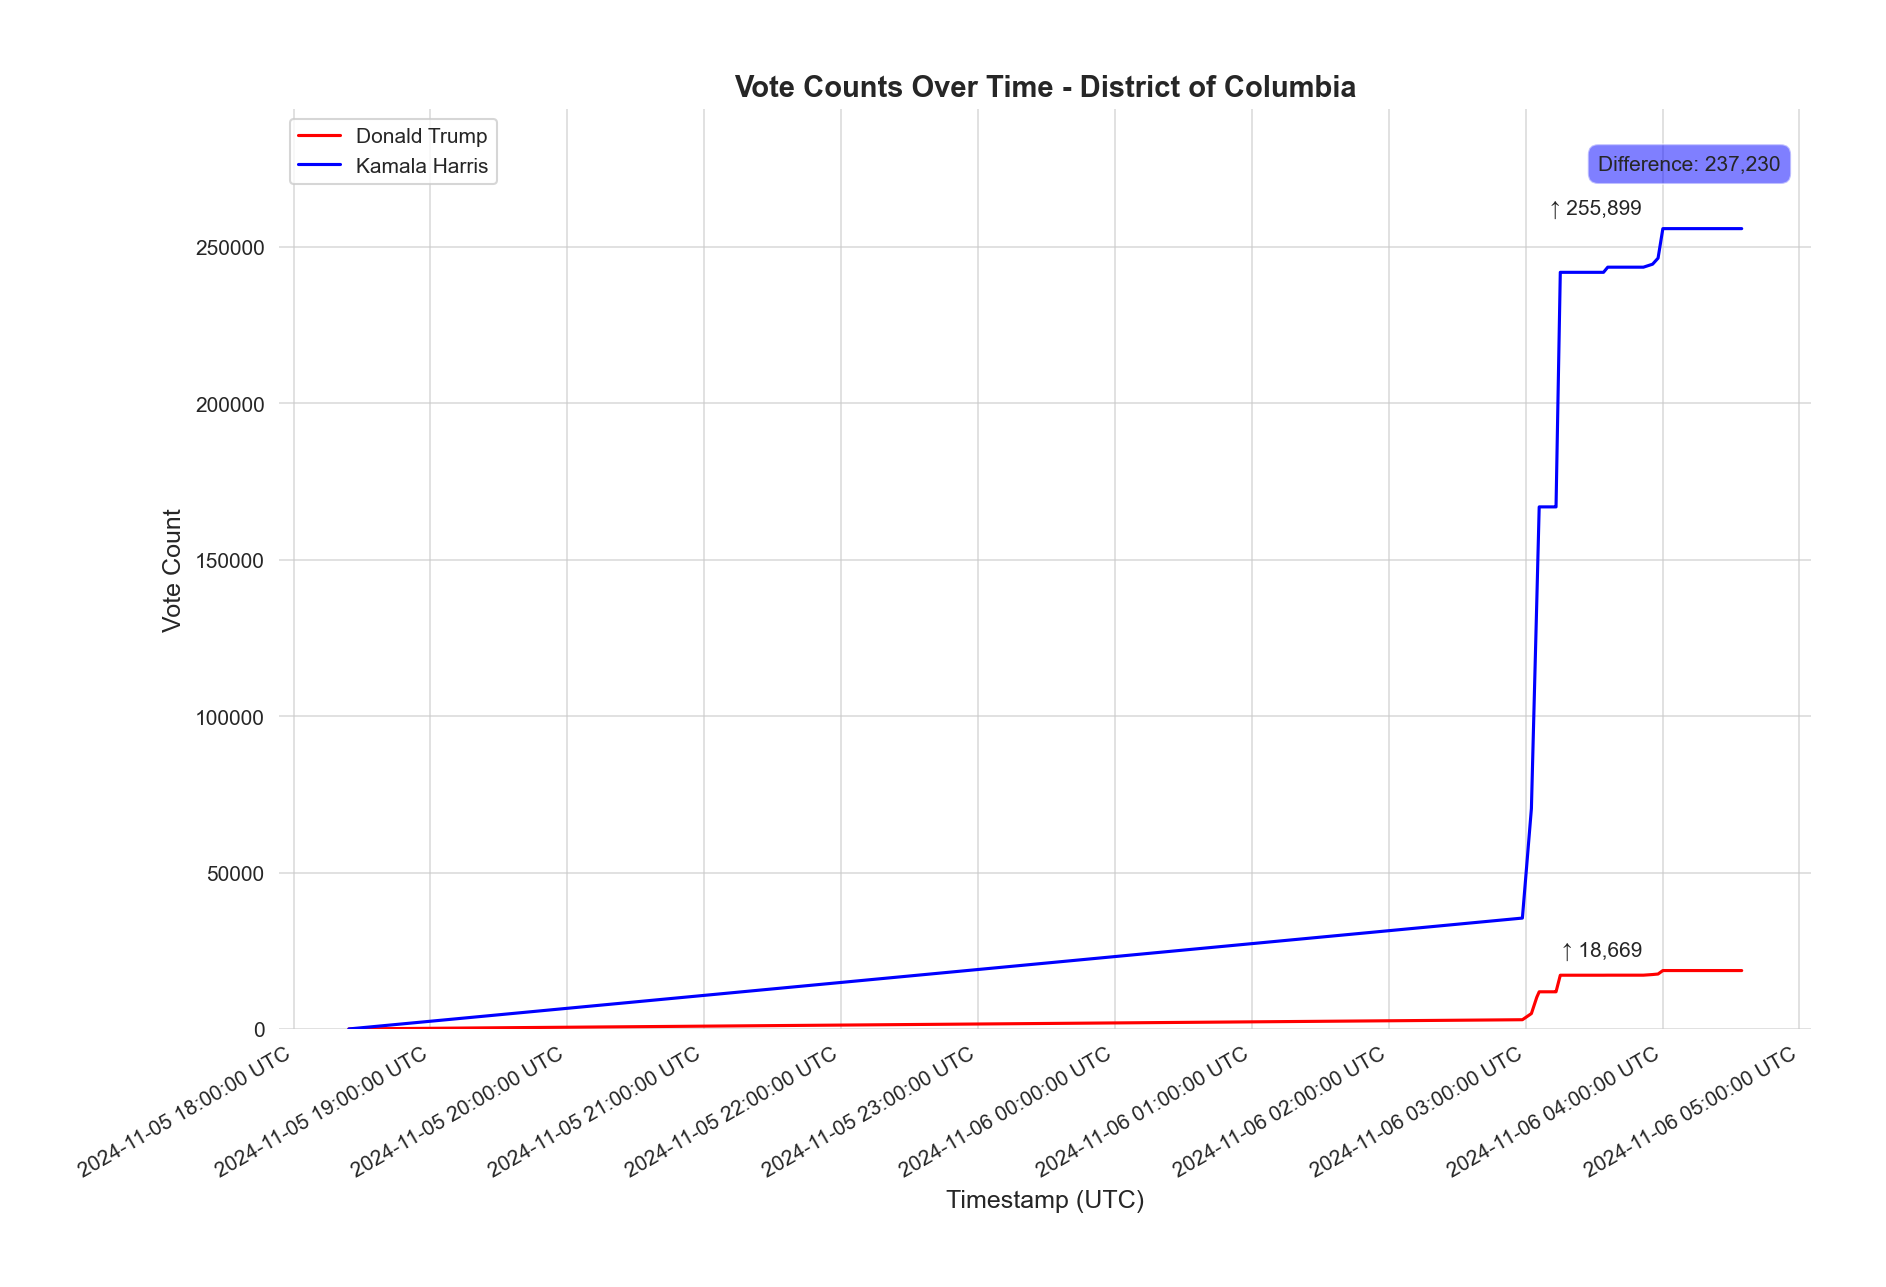 Vote Counts Over Time - District of Columbia
Donald Trump
Kamala Harris
Difference: 237,230
↑ 255,899
↑ 18,669
Vote Count
250000
200000
150000
100000
50000
0
2024-11-05 18:00:00 UTC
2024-11-05 19:00:00 UTC
2024-11-05 20:00:00 UTC
2024-11-05 21:00:00 UTC
2024-11-05 22:00:00 UTC
2024-11-05 23:00:00 UTC
2024-11-06 00:00:00 UTC
2024-11-06 01:00:00 UTC
2024-11-06 02:00:00 UTC
2024-11-06 03:00:00 UTC
2024-11-06 04:00:00 UTC
2024-11-06 05:00:00 UTC
Timestamp (UTC)